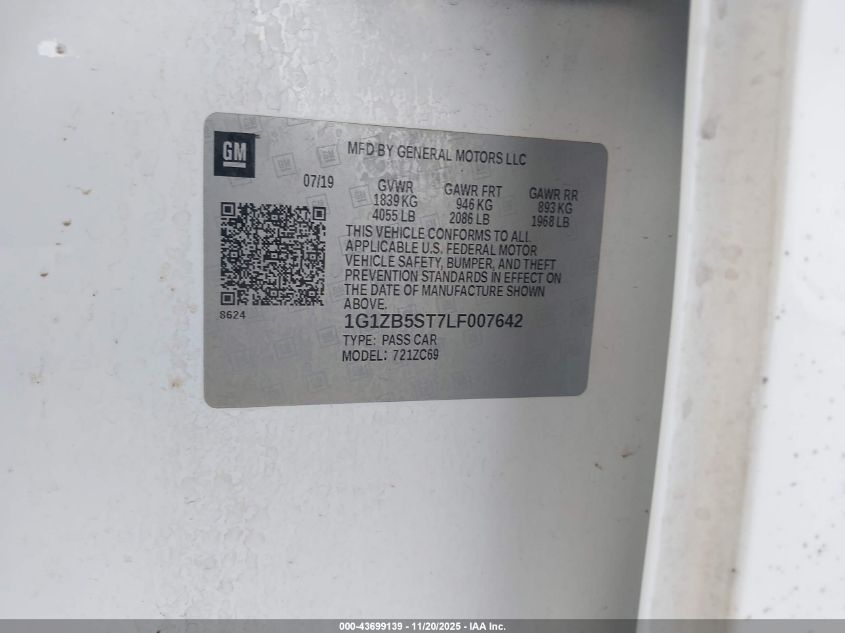 GM
MFD BY GENERAL MOTORS LLC
07/19
GVWR GAWR FRT GAWR RR
1839 KG 946 KG 893 KG
4055 LB 2086 LB 1968 LB
THIS VEHICLE CONFORMS TO ALL
APPLICABLE U.S. FEDERAL MOTOR
VEHICLE SAFETY, BUMPER, AND THEFT
PREVENTION STANDARDS IN EFFECT ON
THE DATE OF MANUFACTURE SHOWN
ABOVE.
8624
1G1ZB5ST7LF007642
TYPE: PASS CAR
MODEL: 721ZC69
000-43699139 - 11/20/2025 - IAA Inc.